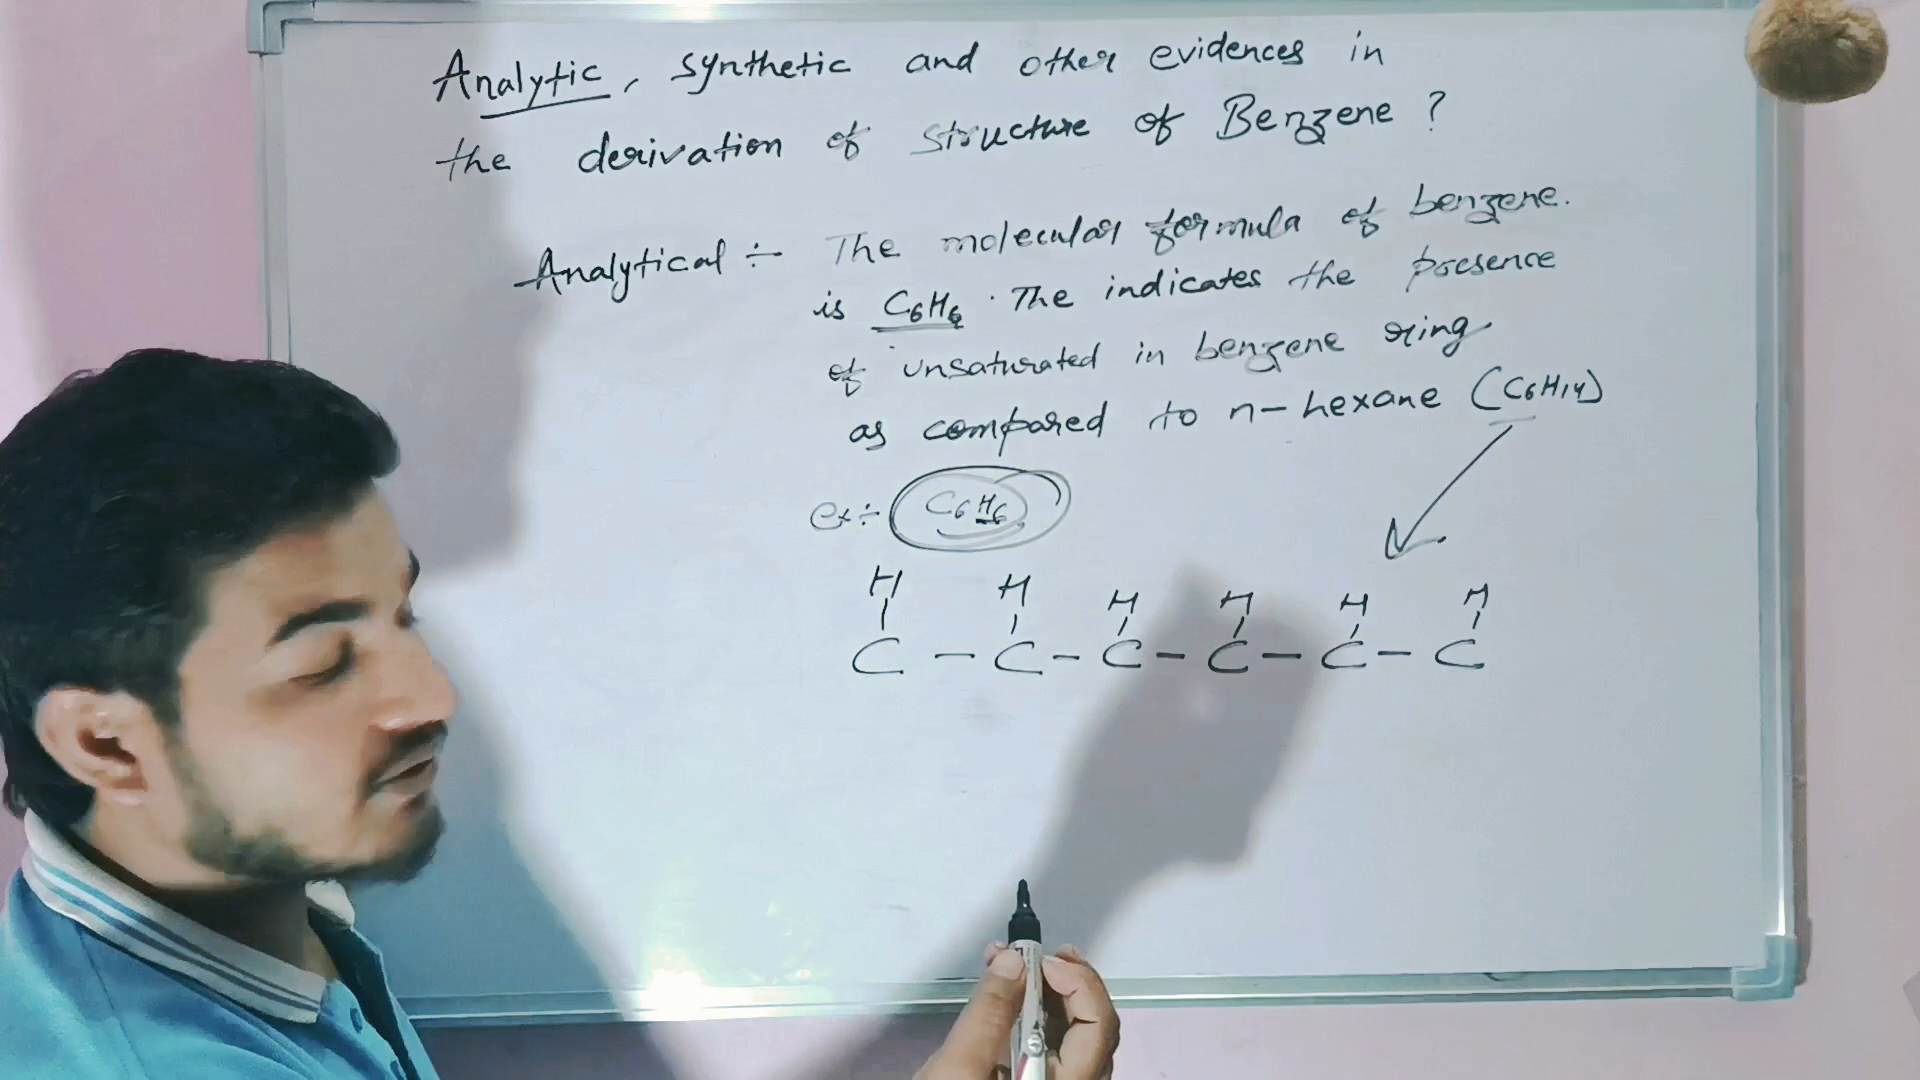 Analytic, synthetic and other evidences in
the derivation of structure of Benzene ?
Analytical ÷ The molecular formula of benzene.
is C6H6 . The indicates the presence
of unsaturated in benzene ring
as compared to n-hexane (C6H14)
ex ÷ C6H6
H H H H H H
C - C - C - C - C - C